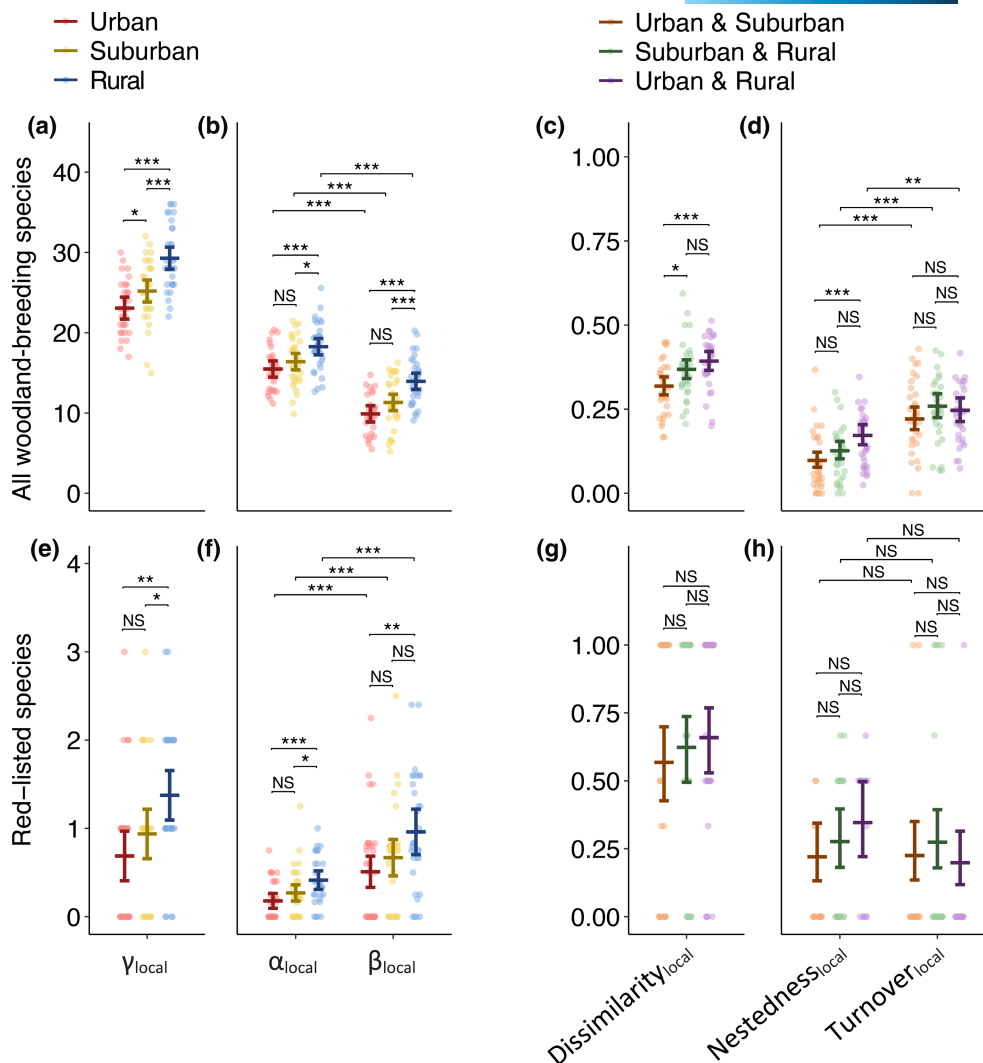 Urban
Suburban
Rural
Urban & Suburban
Suburban & Rural
Urban & Rural
(a)
(b)
(c)
(d)
All woodland-breeding species
40
30
20
10
0
***
***
*
***
***
***
***
*
NS
***
***
NS
1.00
0.75
0.50
0.25
0.00
***
NS
*
**
***
***
***
NS
NS
NS
NS
NS
(e)
(f)
(g)
(h)
Red–listed species
4
3
2
1
0
**
*
NS
***
***
***
***
*
NS
**
NS
NS
1.00
0.75
0.50
0.25
0.00
NS
NS
NS
NS
NS
NS
NS
NS
NS
NS
NS
NS
γlocal
αlocal
βlocal
Dissimilaritylocal
Nestednesslocal
Turnoverlocal